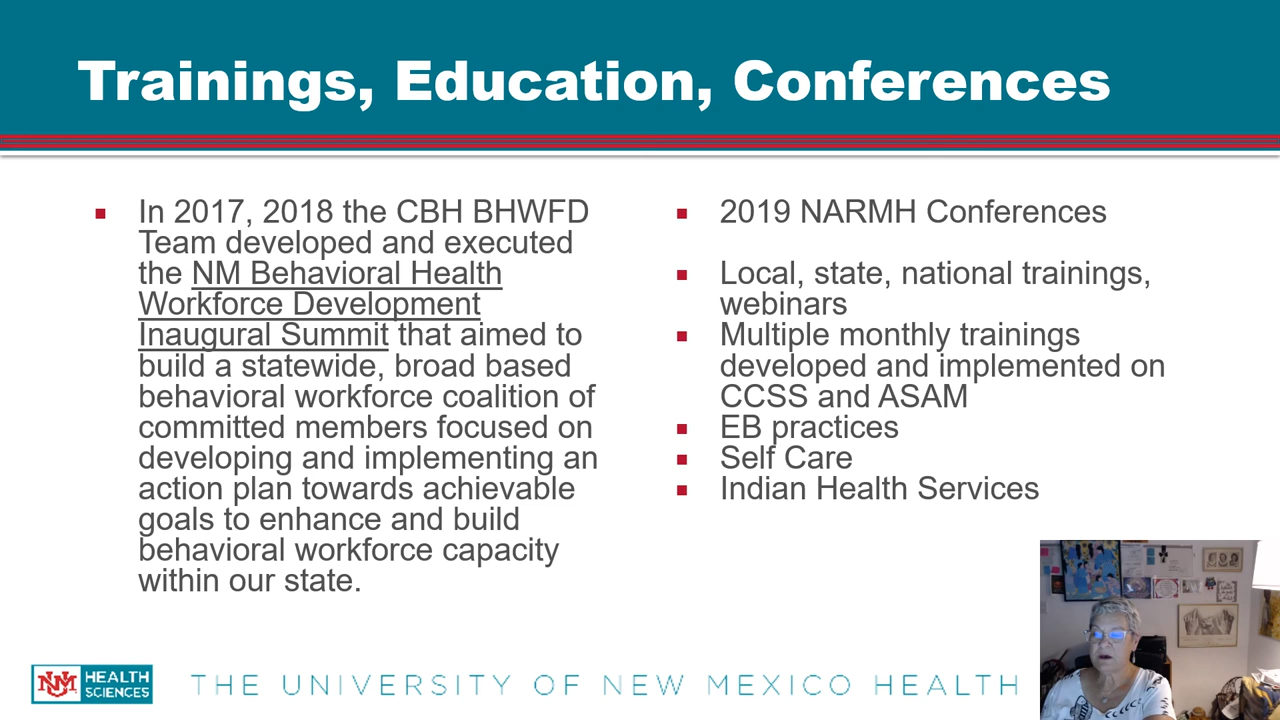 Trainings, Education, Conferences
In 2017, 2018 the CBH BHWFD
Team developed and executed
the NM Behavioral Health
Workforce Development
Inaugural Summit that aimed to
build a statewide, broad based
behavioral workforce coalition of
committed members focused on
developing and implementing an
action plan towards achievable
goals to enhance and build
behavioral workforce capacity
within our state.
2019 NARMH Conferences
Local, state, national trainings,
webinars
Multiple monthly trainings
developed and implemented on
CCSS and ASAM
EB practices
Self Care
Indian Health Services
NM HEALTH
SCIENCES
THE UNIVERSITY OF NEW MEXICO HEALTH